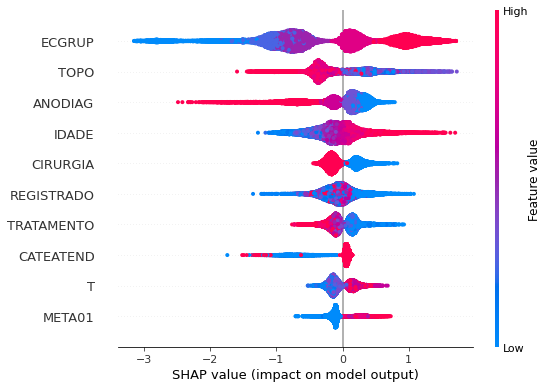 High
ECGRUP
TOPO
ANODIAG
IDADE
CIRURGIA
REGISTRADO
TRATAMENTO
CATEATEND
T
META01
Feature value
Low
−3 −2 −1 0 1
SHAP value (impact on model output)